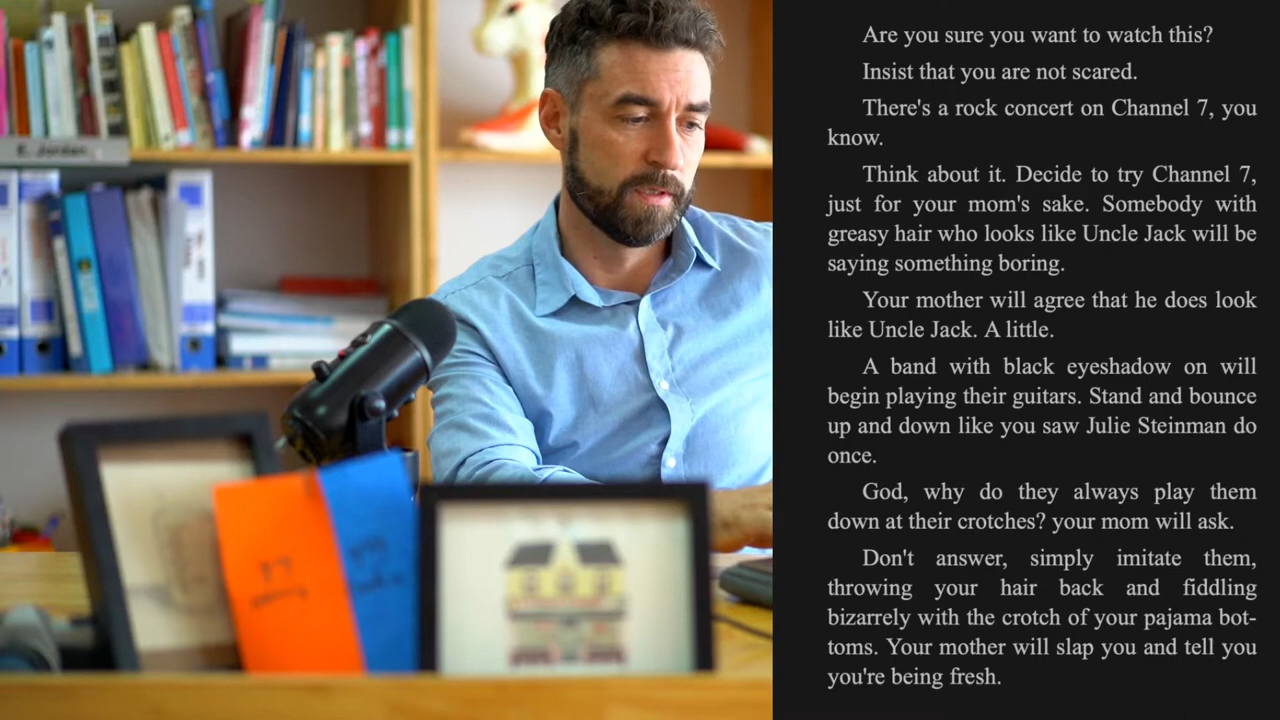 E. Jordan
Are you sure you want to watch this?
Insist that you are not scared.
There's a rock concert on Channel 7, you
know.
Think about it. Decide to try Channel 7,
just for your mom's sake. Somebody with
greasy hair who looks like Uncle Jack will be
saying something boring.
Your mother will agree that he does look
like Uncle Jack. A little.
A band with black eyeshadow on will
begin playing their guitars. Stand and bounce
up and down like you saw Julie Steinman do
once.
God, why do they always play them
down at their crotches? your mom will ask.
Don't answer, simply imitate them,
throwing your hair back and fiddling
bizarrely with the crotch of your pajama bot-
toms. Your mother will slap you and tell you
you're being fresh.